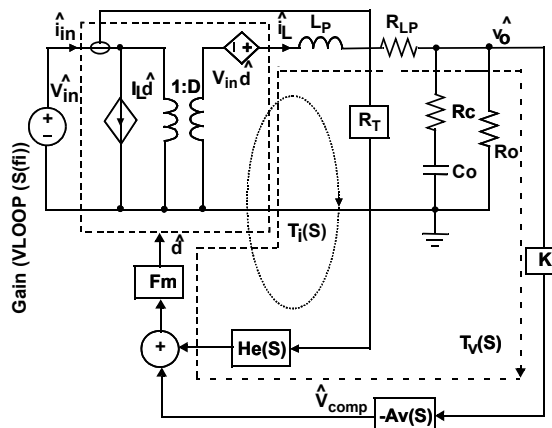 î_in
î_L
L_P
R_LP
v̂_o
V̂_in
I_L d̂
1:D
V_in d̂
R_T
Rc
Ro
Co
T_i(S)
d̂
Gain (VLOOP (S(fi))
Fm
K
T_V(S)
+
He(S)
V̂_comp
-Av(S)